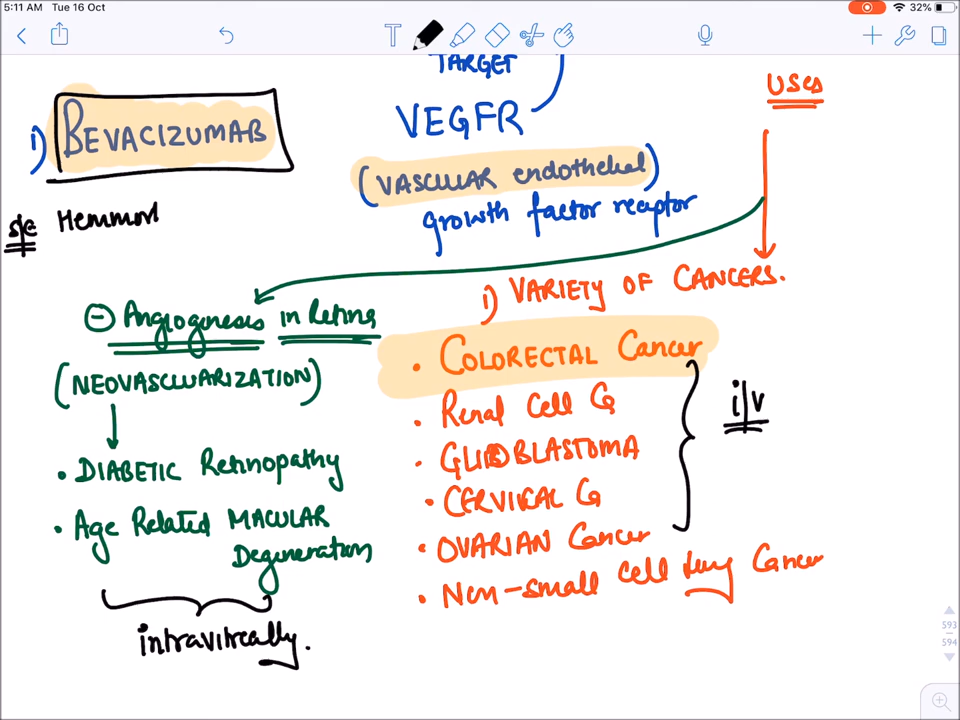 5:11 AM Tue 16 Oct
32%
TARGET
USES
1) BEVACIZUMAB
VEGFR
(VASCULAR endothelial)
growth factor reaptor
s/e Hemmorl
1) VARIETY OF CANCERS.
⊖ Angiogenesis in Retina
(NEOVASCULARIZATION)
• COLORECTAL Cancer
• Renal Cell Ca
• GLIOBLASTOMA
• CERVICAL Ca
• OVARIAN Cancer
• Non-small cell lung Cancer
i/v
• DIABETIC Retinopathy
• Age Related MACULAR
Degeneration
intravitreally.
593
594